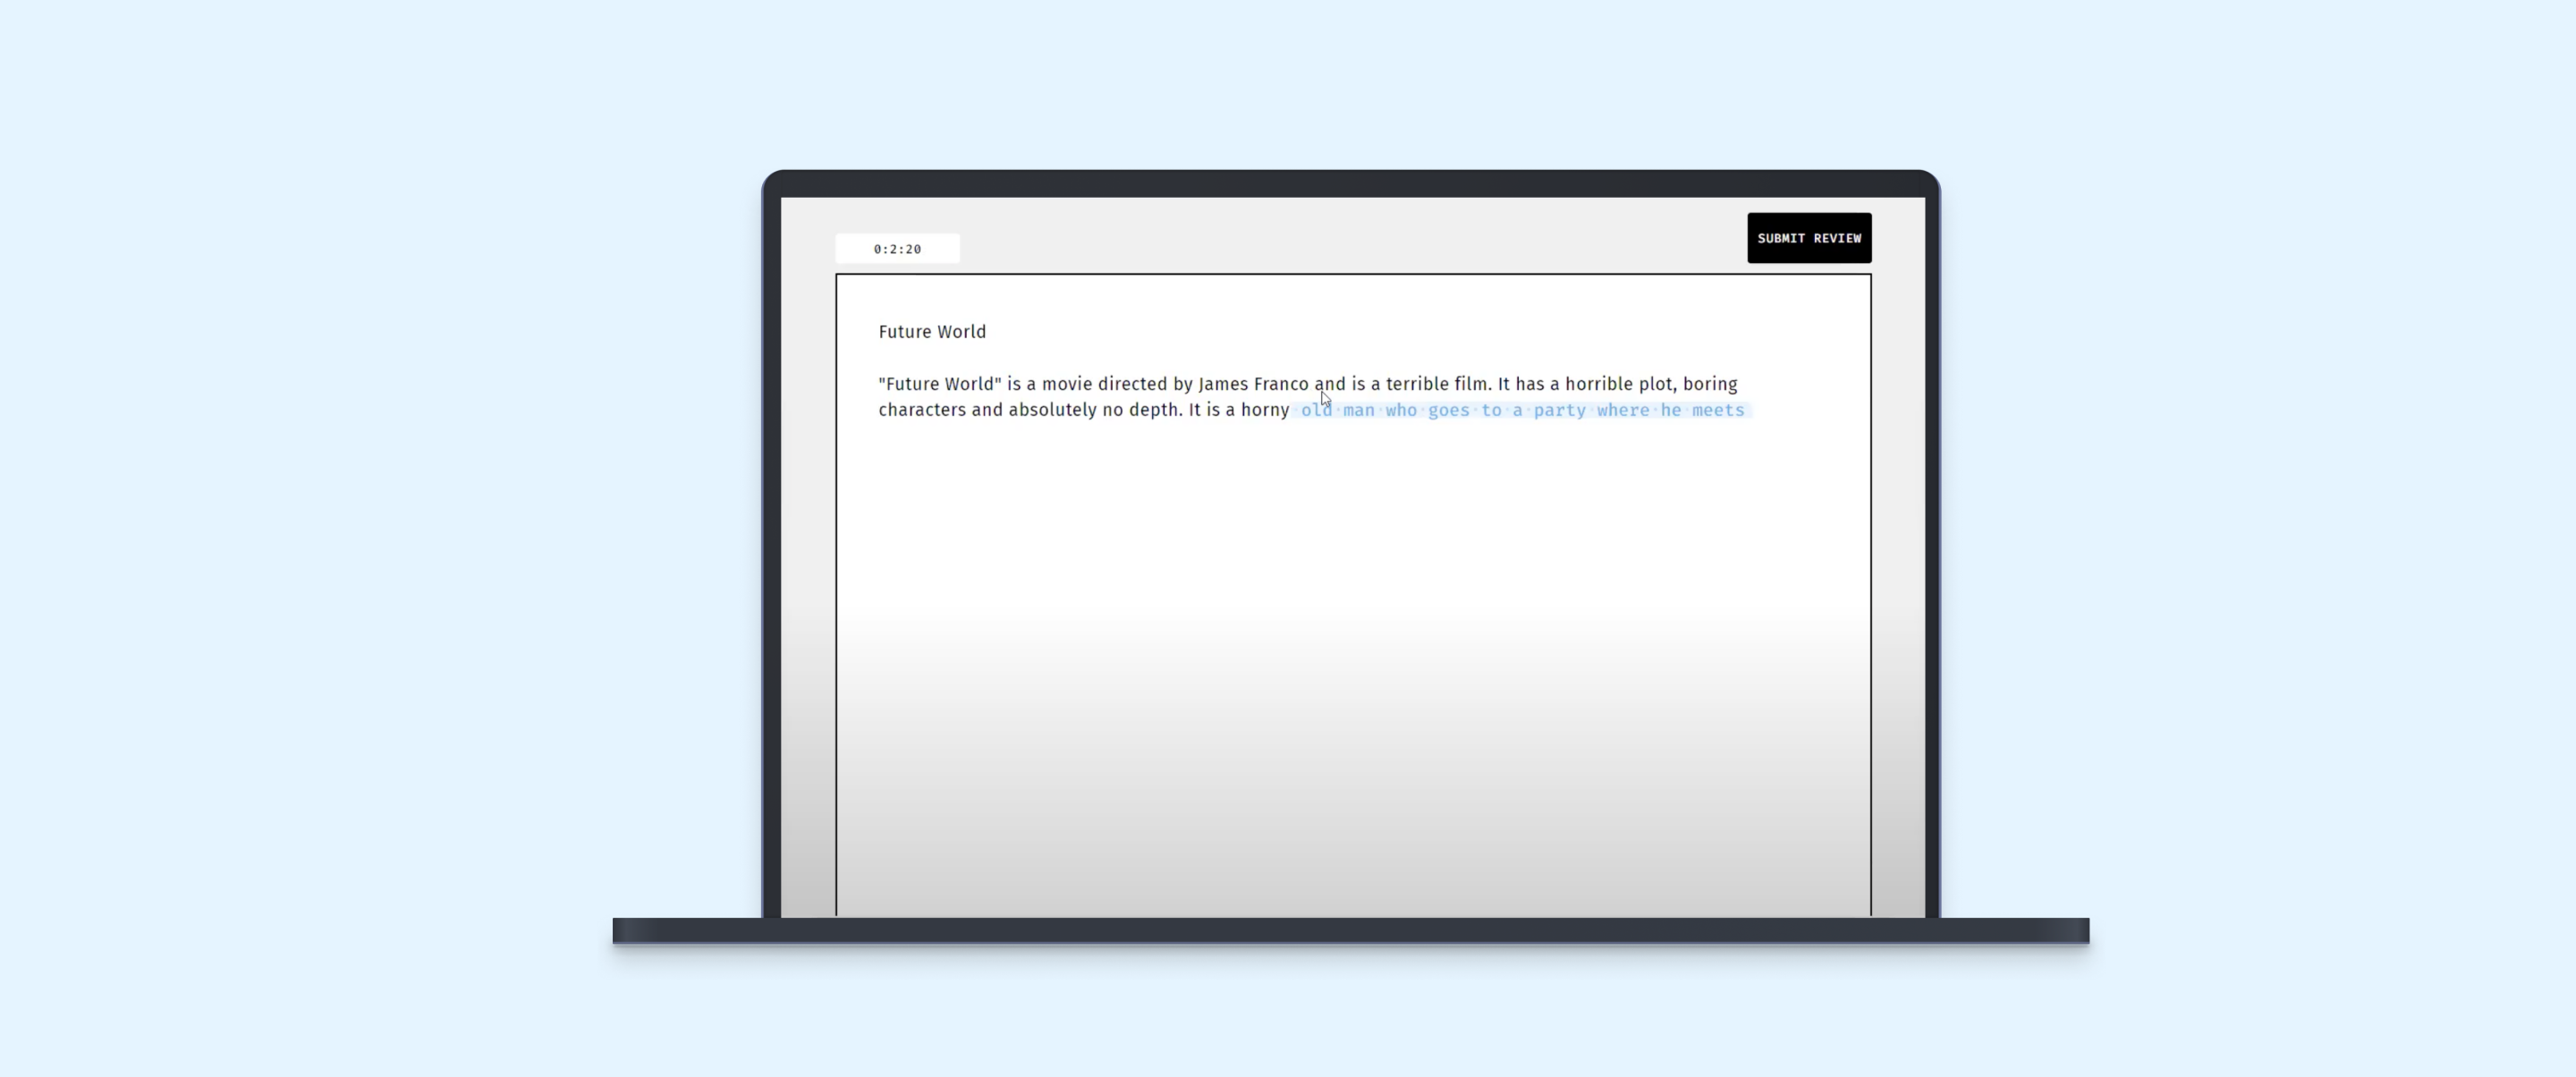 0:2:20
SUBMIT REVIEW
Future World
"Future World" is a movie directed by James Franco and is a terrible film. It has a horrible plot, boring
characters and absolutely no depth. It is a horny old man who goes to a party where he meets